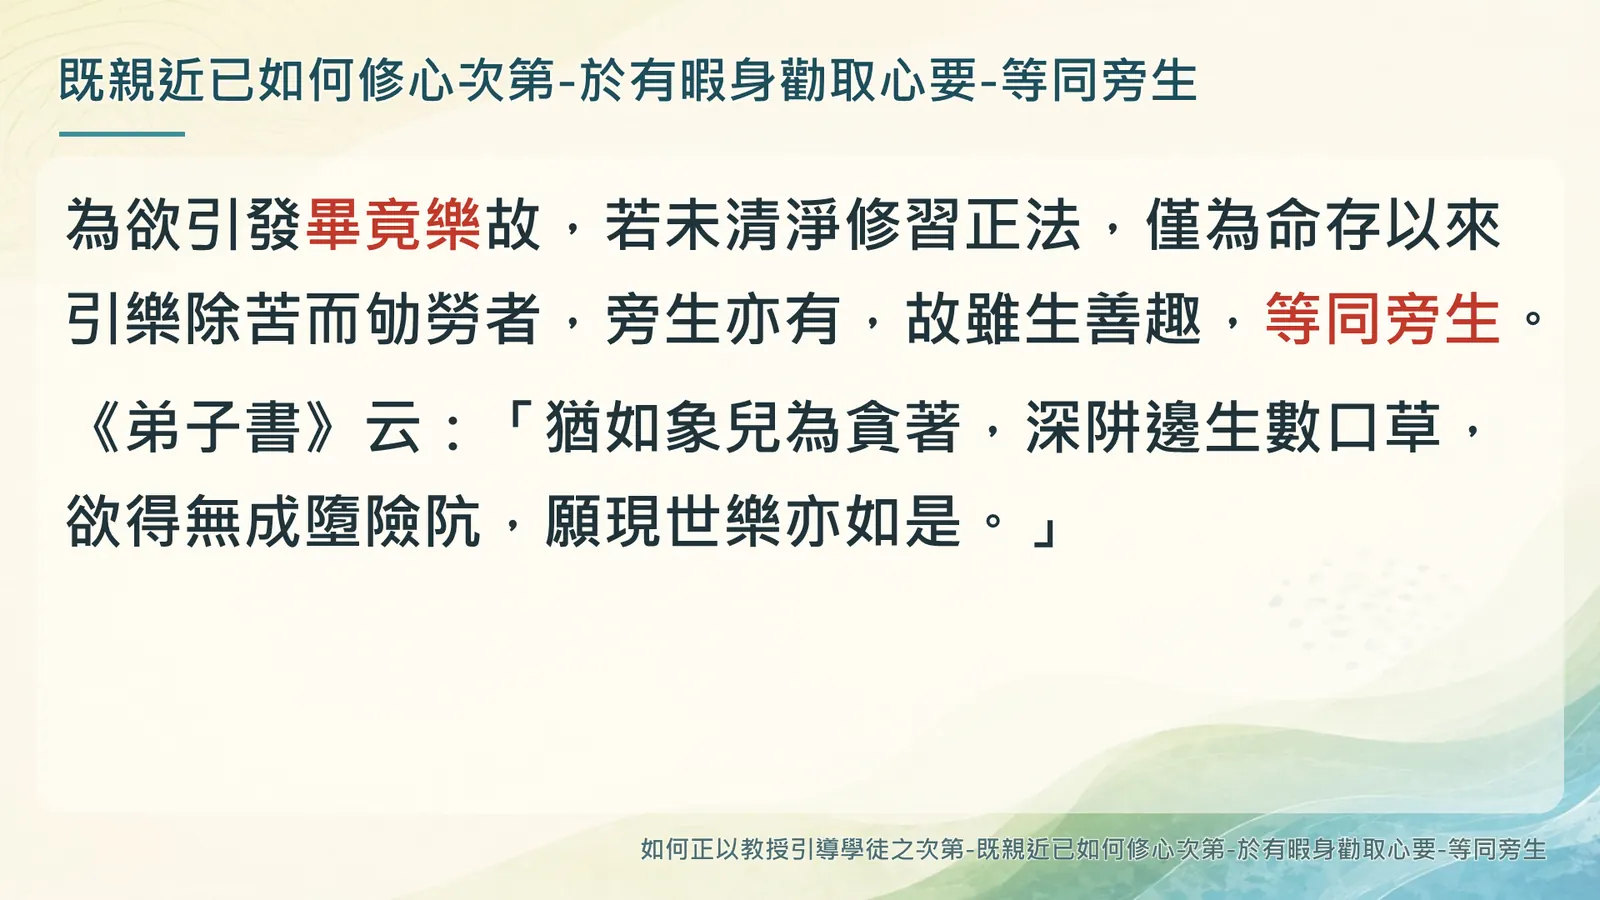 既親近已如何修心次第-於有暇身勸取心要-等同旁生
為欲引發畢竟樂故，若未清淨修習正法，僅為命存以來
引樂除苦而劬勞者，旁生亦有，故雖生善趣，等同旁生。
《弟子書》云：「猶如象兒為貪著，深阱邊生數口草，
欲得無成墮險阬，願現世樂亦如是。」
如何正以教授引導學徒之次第-既親近已如何修心次第-於有暇身勸取心要-等同旁生